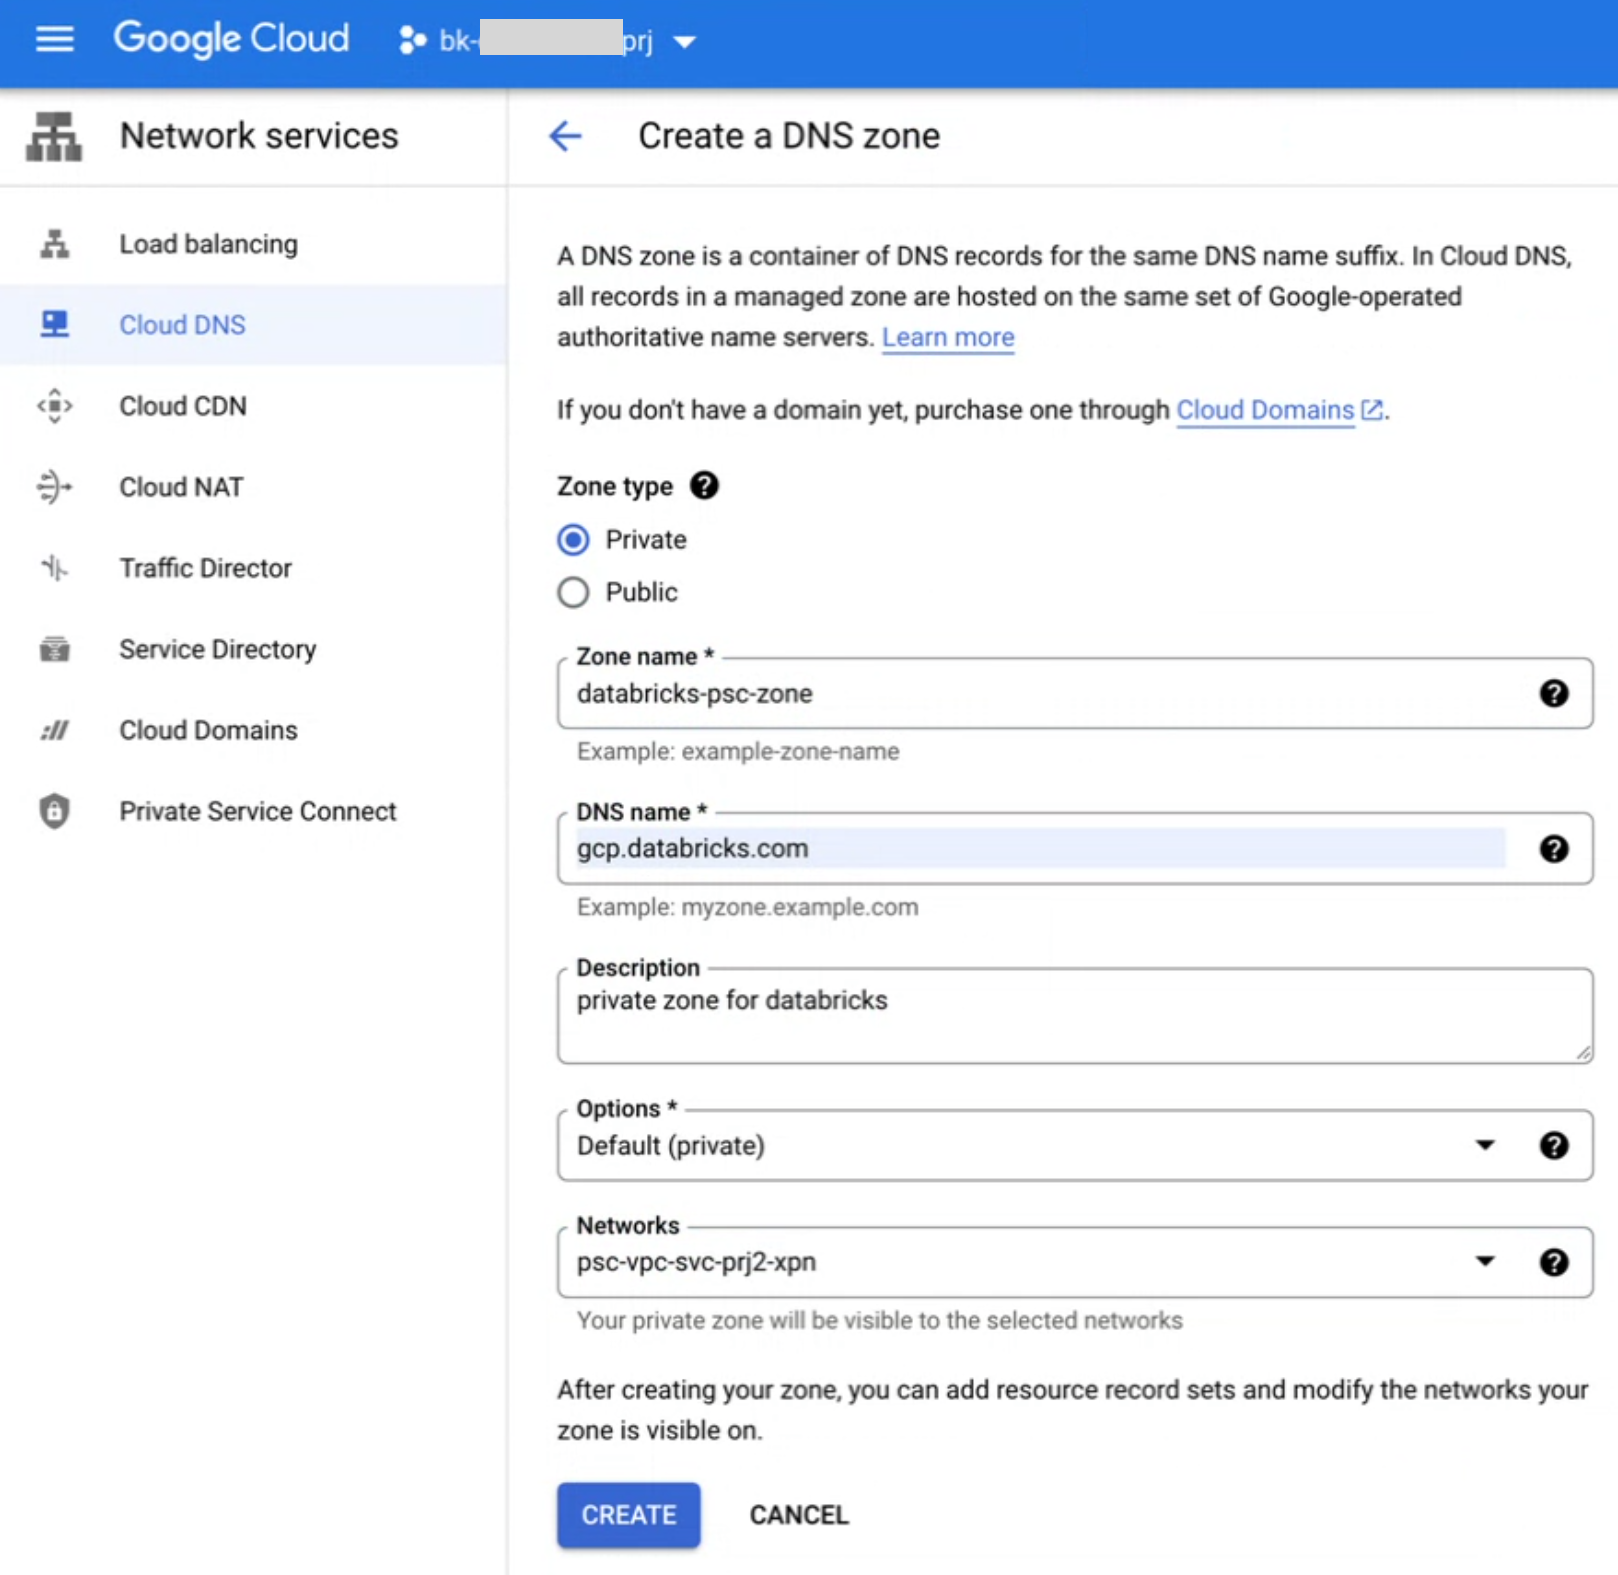 Google Cloud
bk-
prj
Network services
Create a DNS zone
Load balancing
Cloud DNS
Cloud CDN
Cloud NAT
Traffic Director
Service Directory
Cloud Domains
Private Service Connect
A DNS zone is a container of DNS records for the same DNS name suffix. In Cloud DNS,
all records in a managed zone are hosted on the same set of Google-operated
authoritative name servers. Learn more
If you don't have a domain yet, purchase one through Cloud Domains.
Zone type
Private
Public
Zone name *
databricks-psc-zone
Example: example-zone-name
DNS name *
gcp.databricks.com
Example: myzone.example.com
Description
private zone for databricks
Options *
Default (private)
Networks
psc-vpc-svc-prj2-xpn
Your private zone will be visible to the selected networks
After creating your zone, you can add resource record sets and modify the networks your
zone is visible on.
CREATE
CANCEL